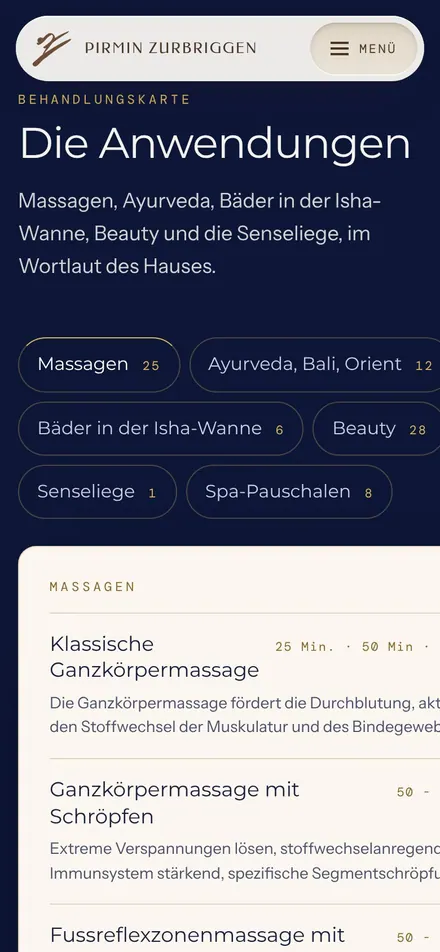 PIRMIN ZURBRIGGEN
MENÜ
BEHANDLUNGSKARTE
Die Anwendungen
Massagen, Ayurveda, Bäder in der Isha-
Wanne, Beauty und die Senseliege, im
Wortlaut des Hauses.
Massagen 25
Ayurveda, Bali, Orient 12
Bäder in der Isha-Wanne 6
Beauty 28
Senseliege 1
Spa-Pauschalen 8
MASSAGEN
Klassische 25 Min. · 50 Min ·
Ganzkörpermassage
Die Ganzkörpermassage fördert die Durchblutung, akt
den Stoffwechsel der Muskulatur und des Bindegeweb
Ganzkörpermassage mit 50 -
Schröpfen
Extreme Verspannungen lösen, stoffwechselanregend
Immunsystem stärkend, spezifische Segmentschröpfu
Fussreflexzonenmassage mit 50 -